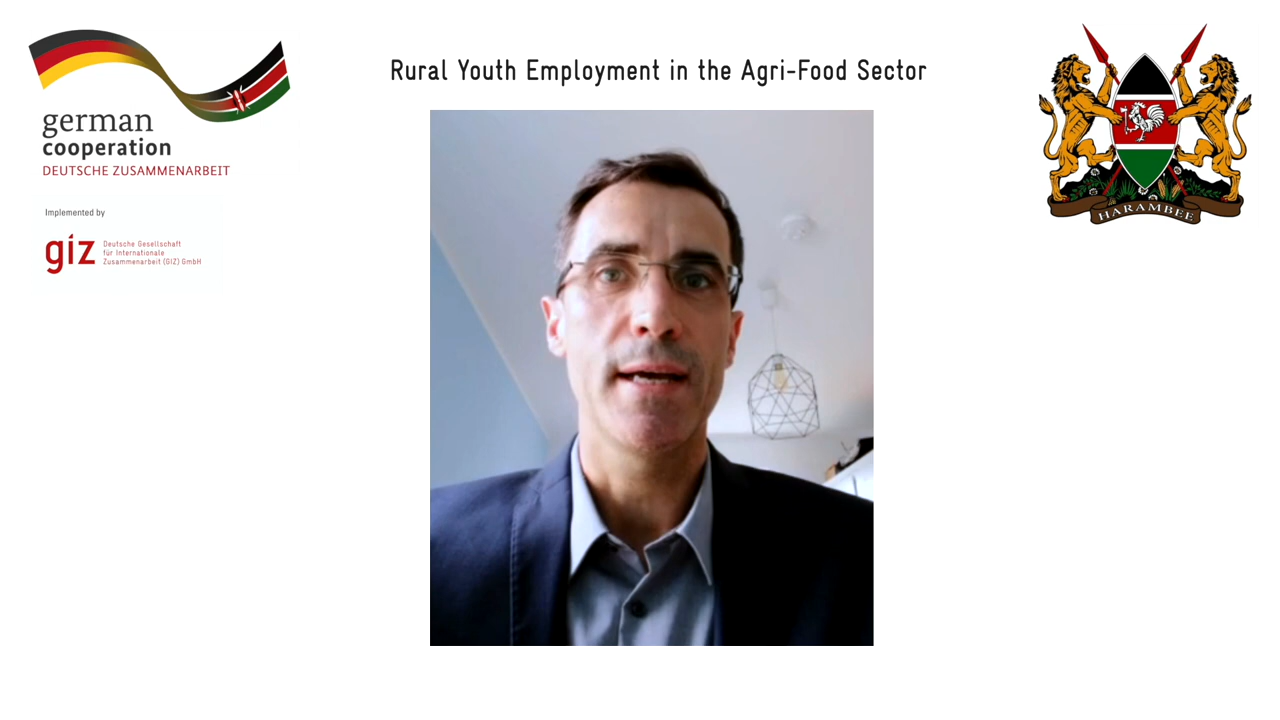 german
cooperation
DEUTSCHE ZUSAMMENARBEIT
Implemented by
giz
Deutsche Gesellschaft
für Internationale
Zusammenarbeit (GIZ) GmbH
Rural Youth Employment in the Agri-Food Sector
HARAMBEE